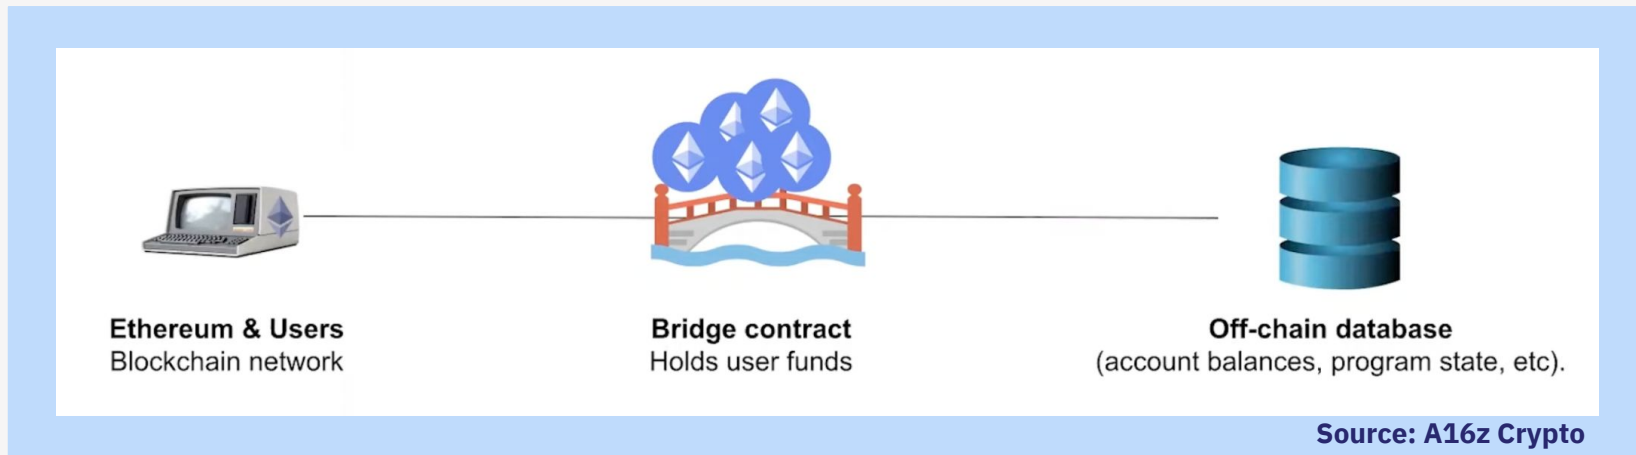 Ethereum & Users
Blockchain network
Bridge contract
Holds user funds
Off-chain database
(account balances, program state, etc).
Source: A16z Crypto